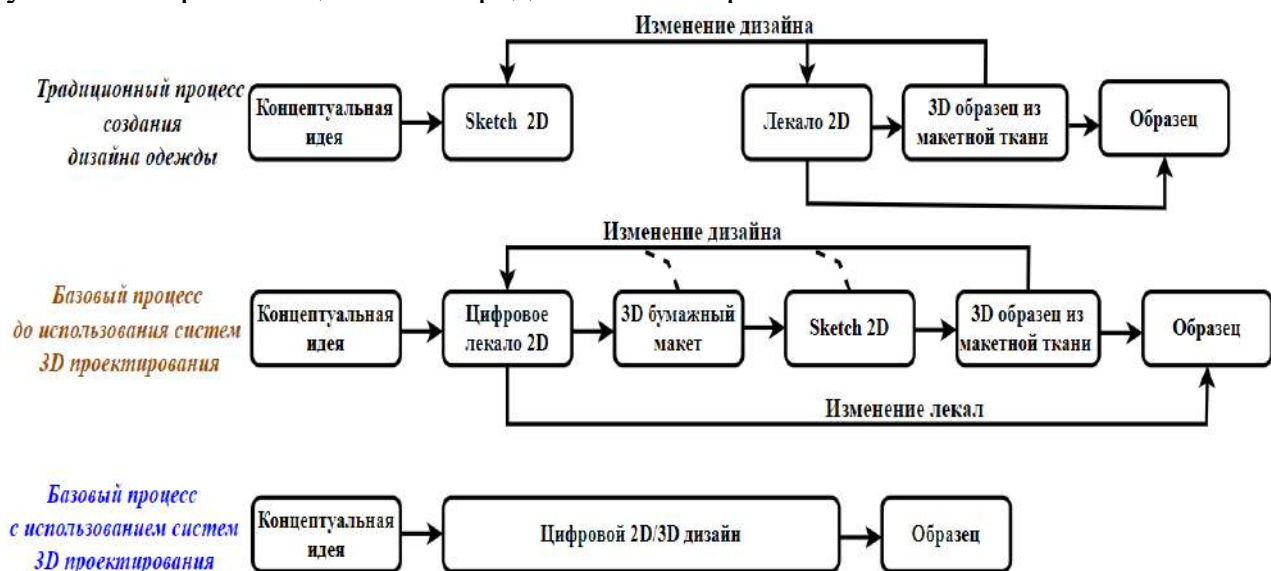 Изменение дизайна
Традиционный процесс
создания
дизайна одежды
Концептуальная
идея
Sketch 2D
Лекало 2D
3D образец из
макетной ткани
Образец
Изменение дизайна
Базовый процесс
до использования систем
3D проектирования
Концептуальная
идея
Цифровое
лекало 2D
3D бумажный
макет
Sketch 2D
3D образец из
макетной ткани
Образец
Изменение лекал
Базовый процесс
с использованием систем
3D проектирования
Концептуальная
идея
Цифровой 2D/3D дизайн
Образец